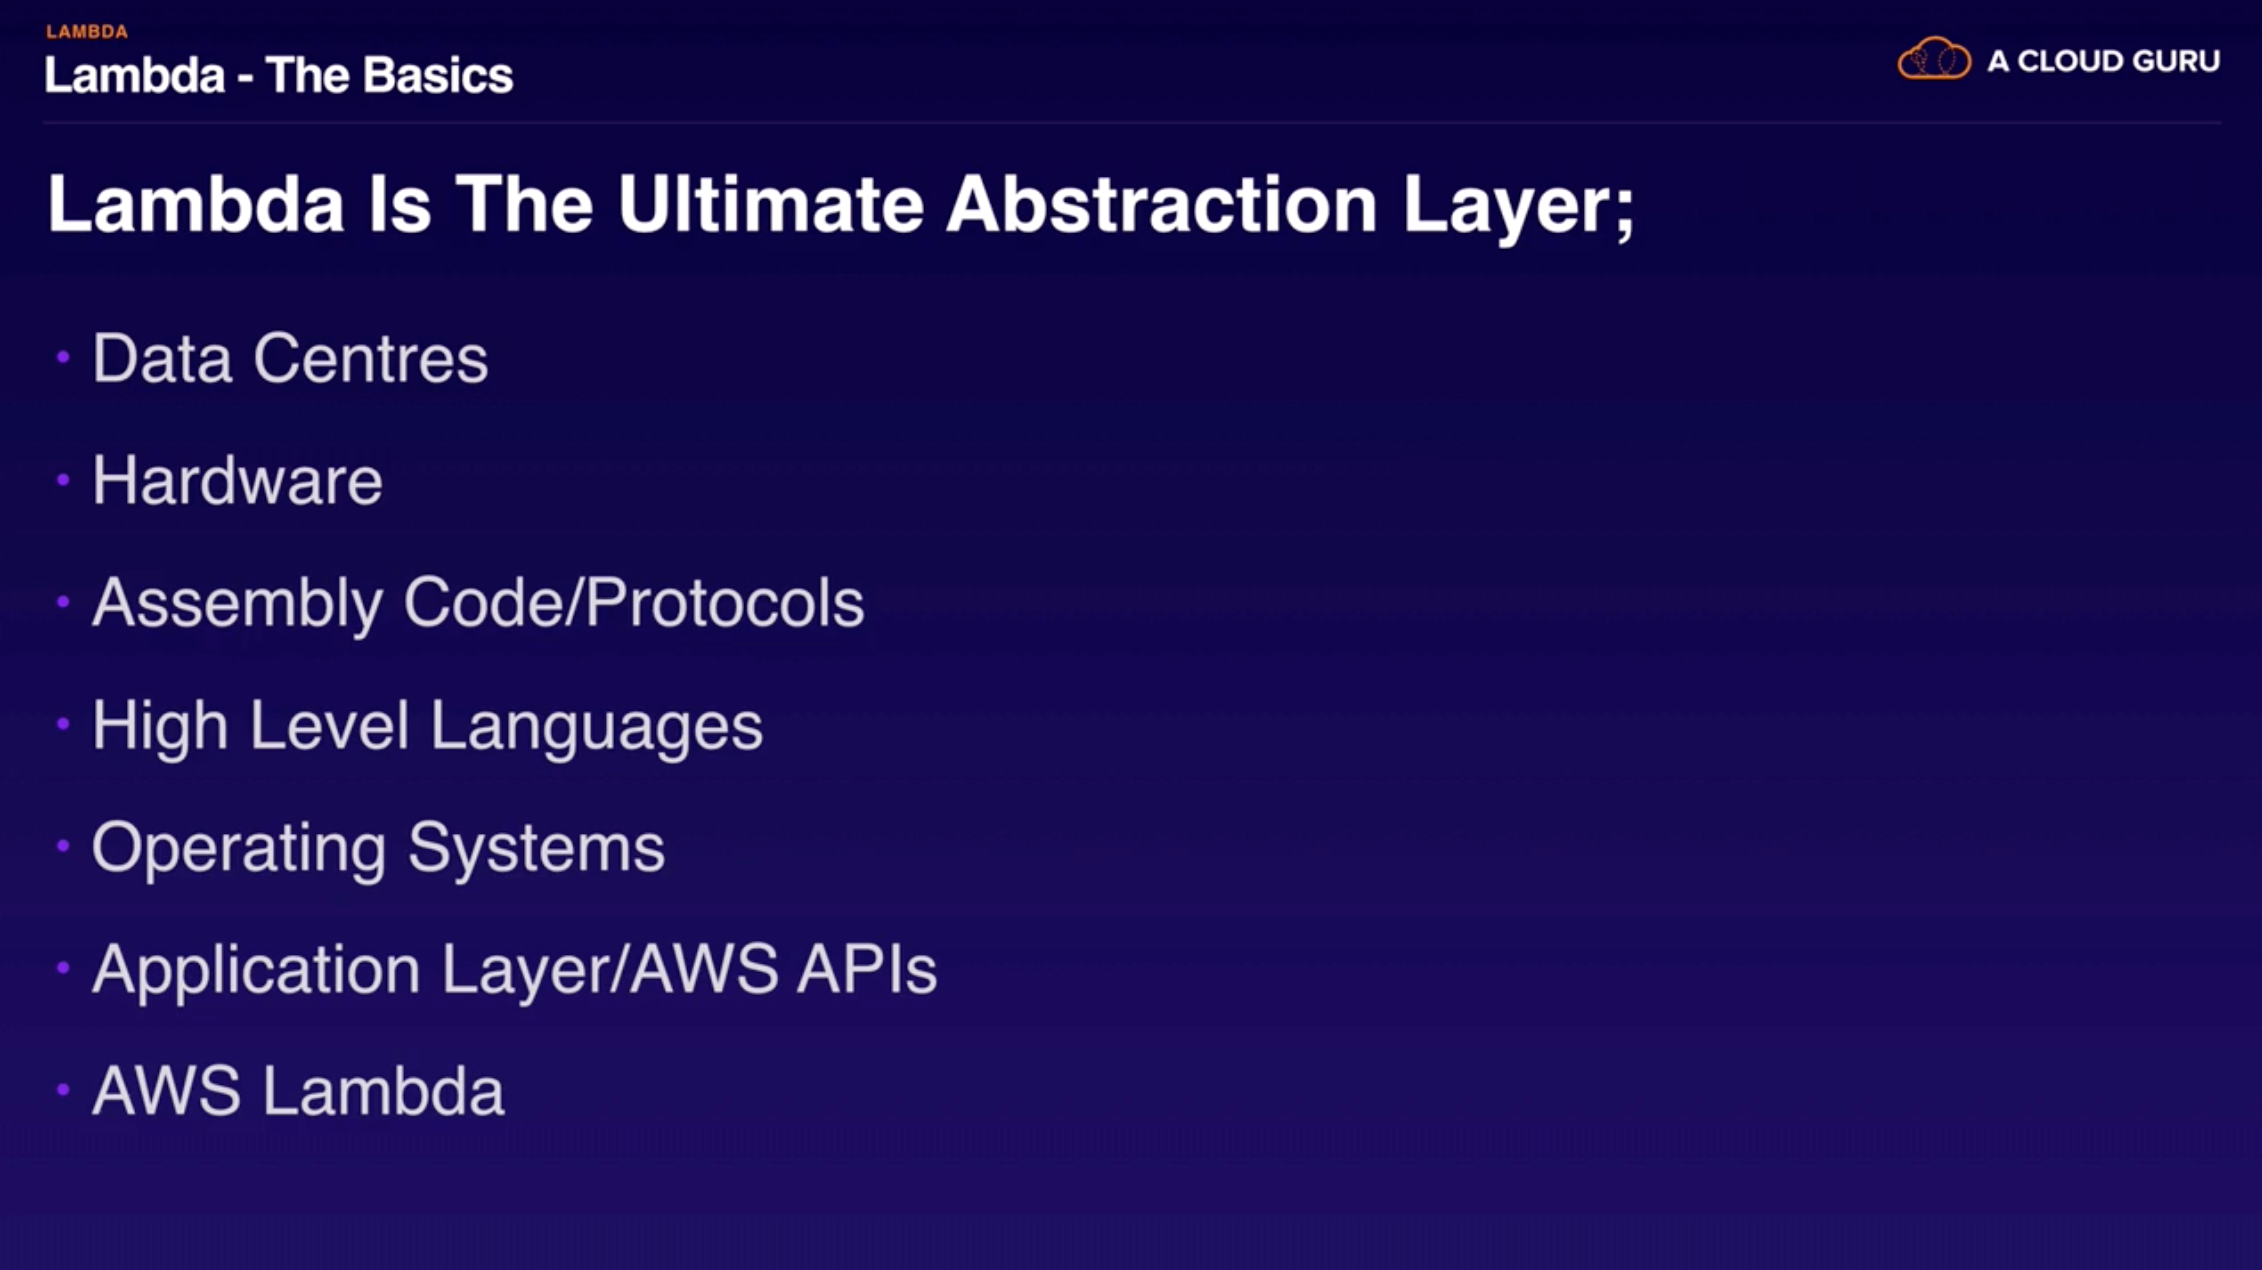 LAMBDA
Lambda - The Basics
A CLOUD GURU
Lambda Is The Ultimate Abstraction Layer;
• Data Centres
• Hardware
• Assembly Code/Protocols
• High Level Languages
• Operating Systems
• Application Layer/AWS APIs
• AWS Lambda